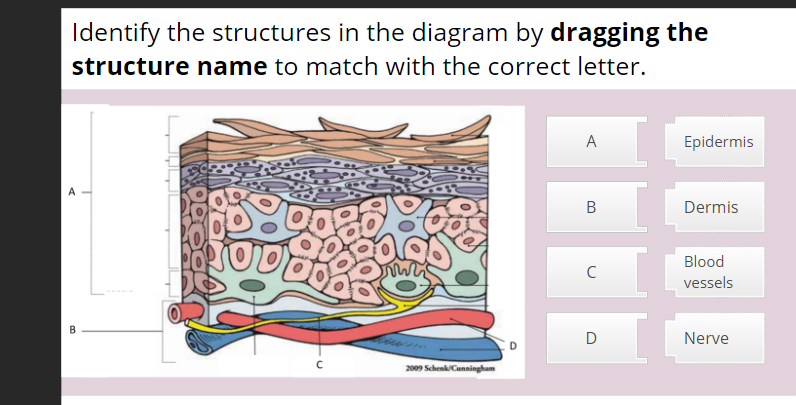 Identify the structures in the diagram by dragging the
structure name to match with the correct letter.
A
B
C
D
2009 Schenk/Cunningham
A
Epidermis
B
Dermis
C
Blood
vessels
D
Nerve